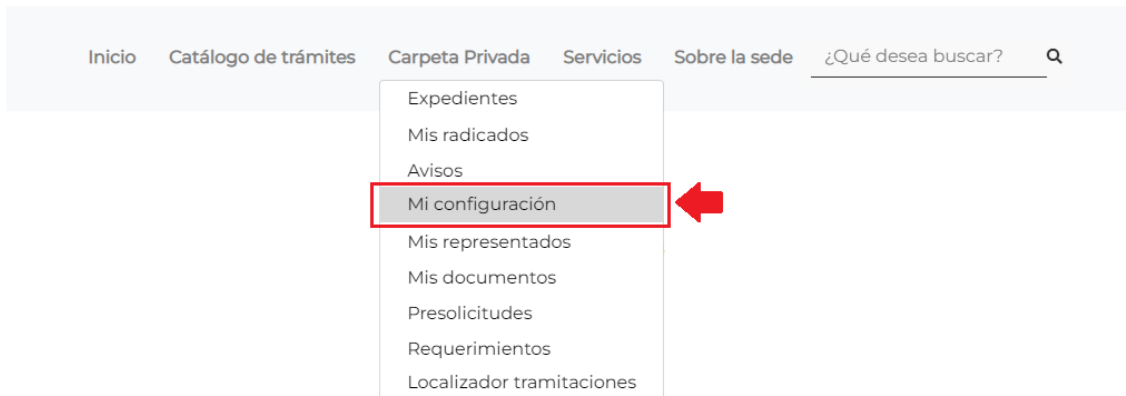 Inicio Catálogo de trámites Carpeta Privada Servicios Sobre la sede ¿Qué desea buscar?
Expedientes
Mis radicados
Avisos
Mi configuración
Mis representados
Mis documentos
Presolicitudes
Requerimientos
Localizador tramitaciones